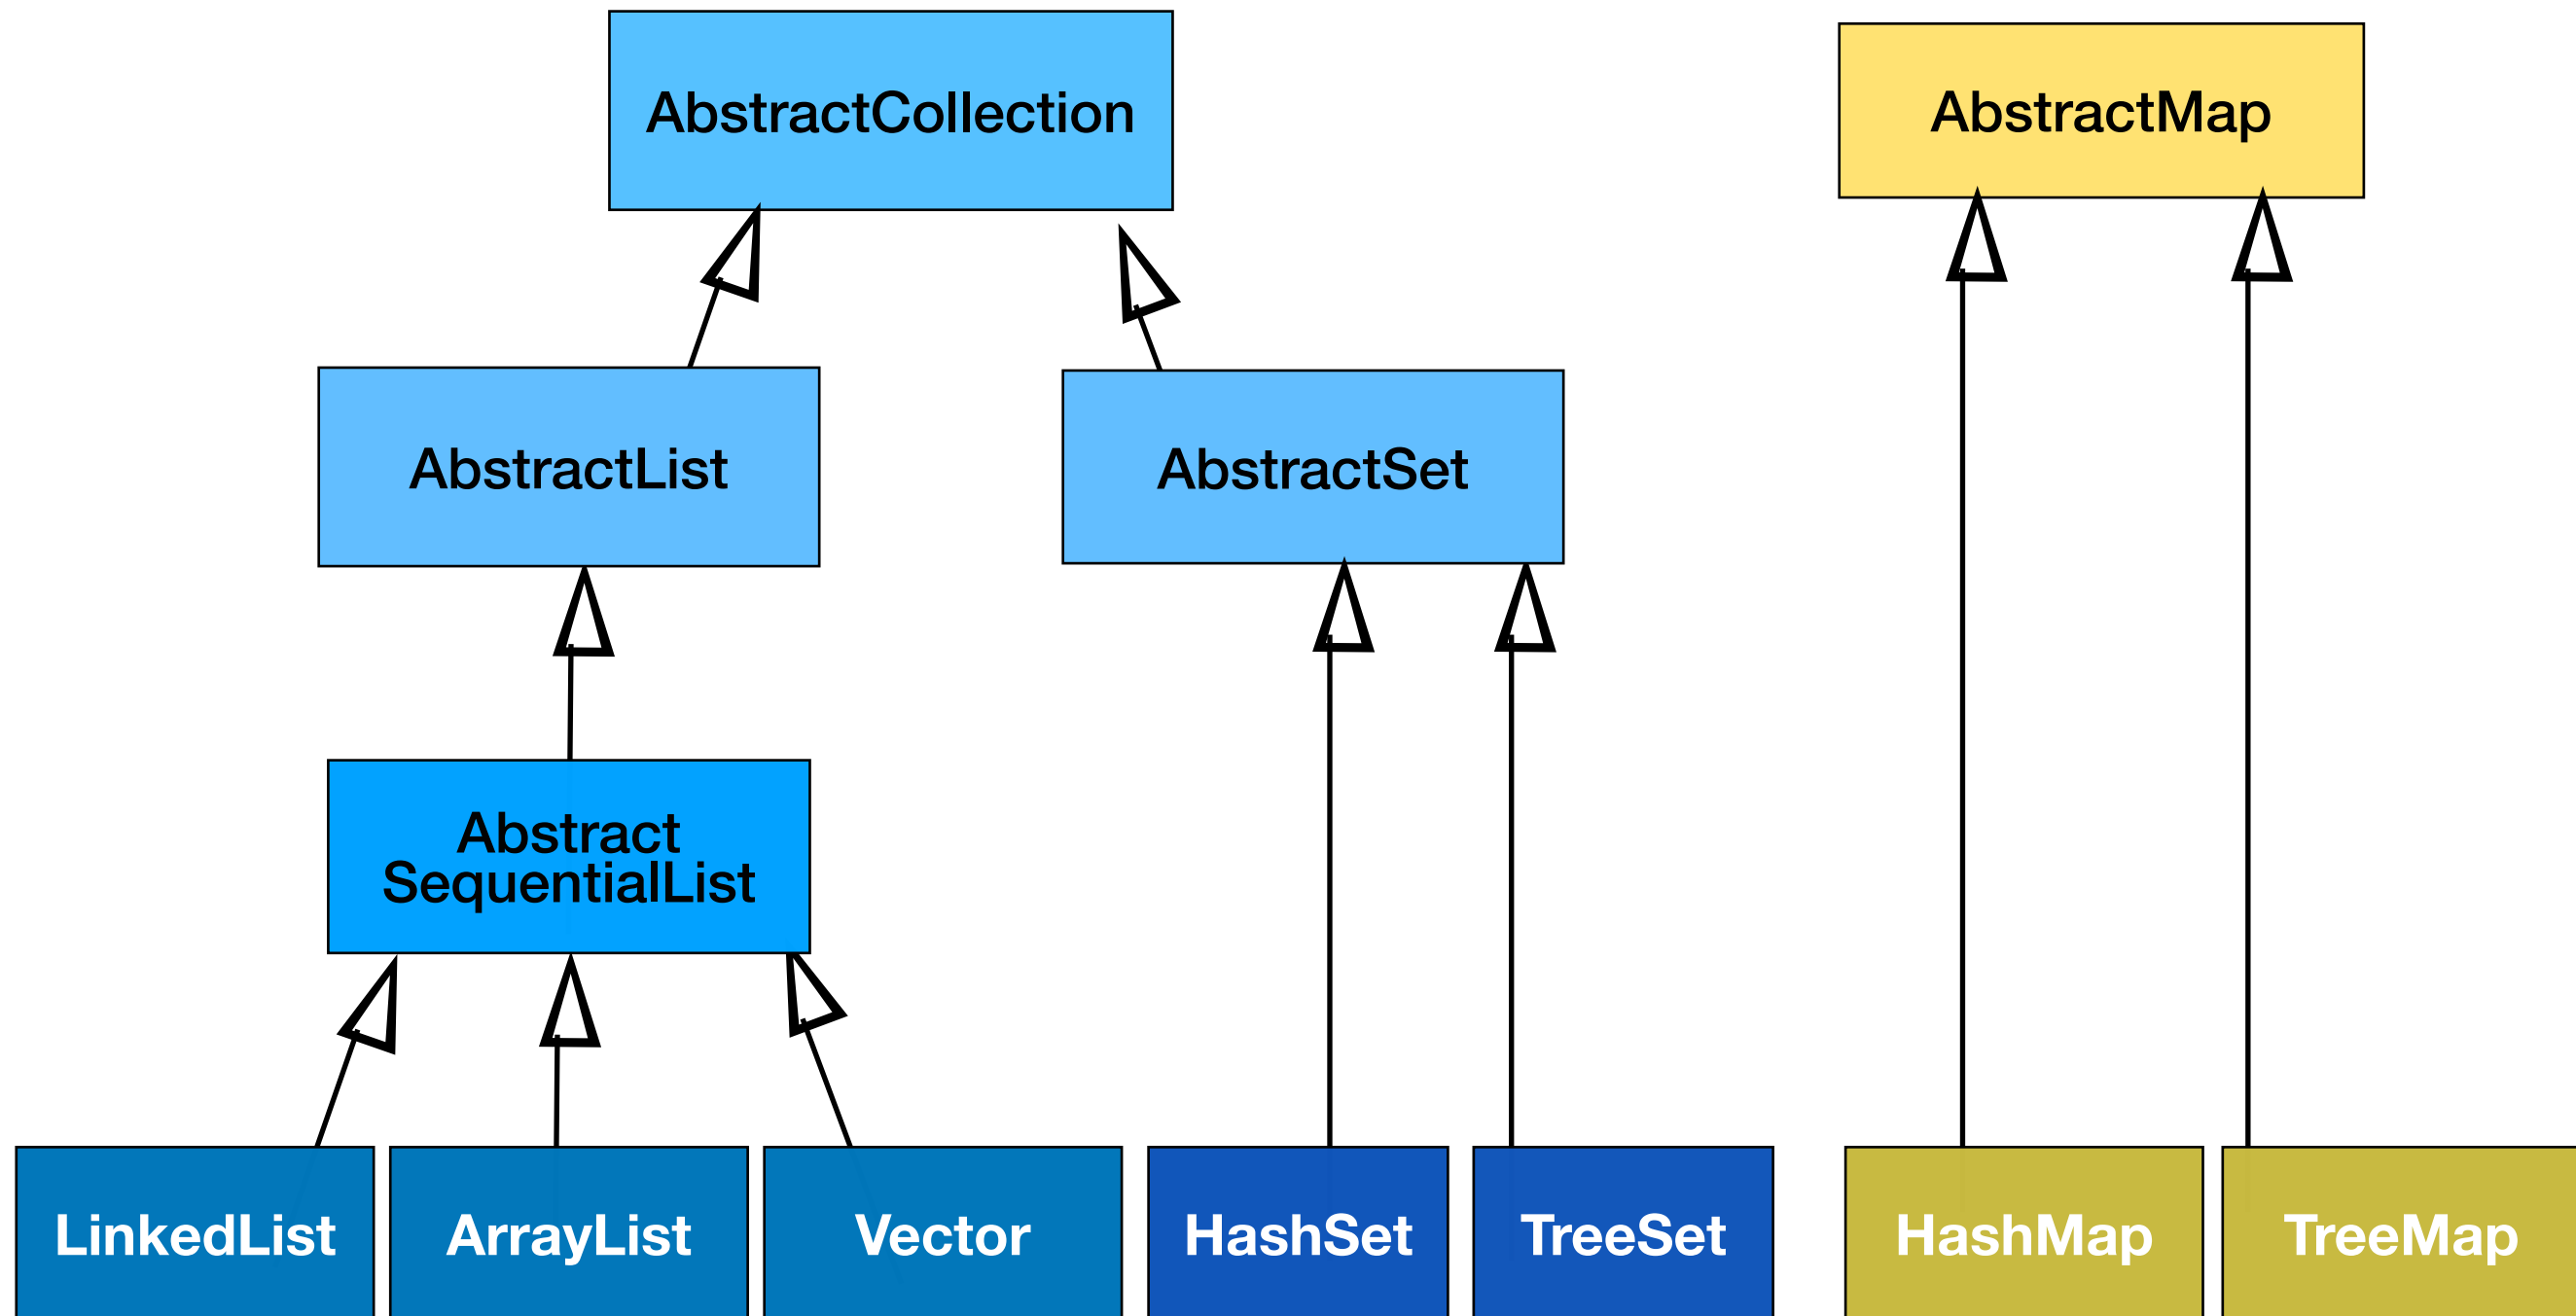 AbstractCollection
AbstractMap
AbstractList
AbstractSet
Abstract
SequentialList
LinkedList
ArrayList
Vector
HashSet
TreeSet
HashMap
TreeMap